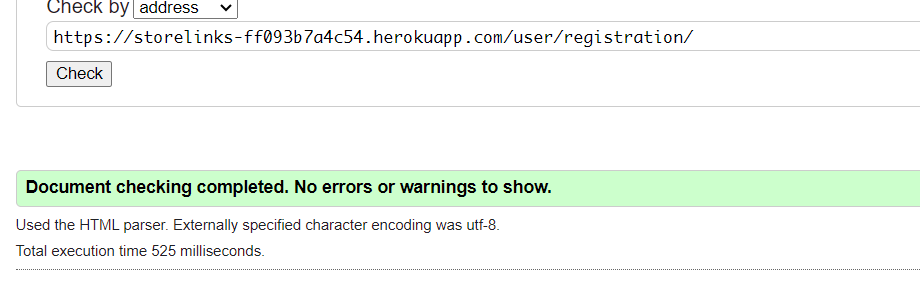 Check by address
https://storelinks-ff093b7a4c54.herokuapp.com/user/registration/
Check
Document checking completed. No errors or warnings to show.
Used the HTML parser. Externally specified character encoding was utf-8.
Total execution time 525 milliseconds.